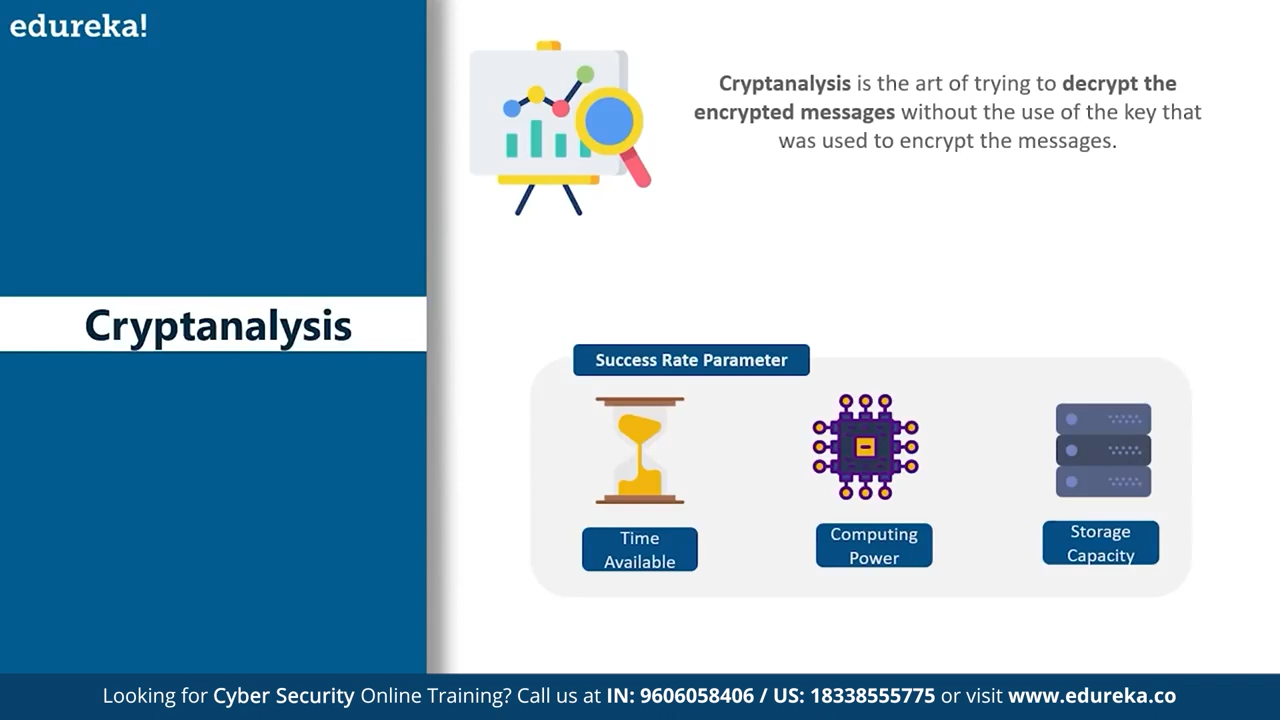 edureka!
Cryptanalysis is the art of trying to decrypt the
encrypted messages without the use of the key that
was used to encrypt the messages.
Cryptanalysis
Success Rate Parameter
Time
Available
Computing
Power
Storage
Capacity
Looking for Cyber Security Online Training? Call us at IN: 9606058406 / US: 18338555775 or visit www.edureka.co